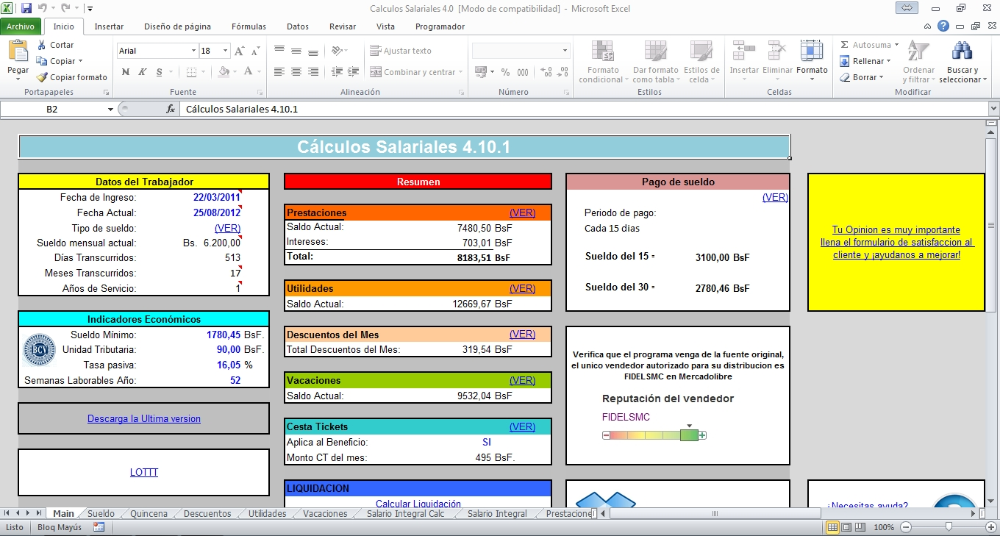 Calculos Salariales 4.0 [Modo de compatibilidad] - Microsoft Excel
Archivo Inicio Insertar Diseño de página Fórmulas Datos Revisar Vista Programador
Pegar
Cortar
Copiar
Copiar formato
Portapapeles
Arial 18
N K S
Fuente
Ajustar texto
Combinar y centrar
Alineación
% 000
Número
Formato condicional
Dar formato como tabla
Estilos de celda
Estilos
Insertar Eliminar Formato
Celdas
Σ Autosuma
Rellenar
Borrar
Ordenar y filtrar
Buscar y seleccionar
Modificar
B2 fx Cálculos Salariales 4.10.1
Cálculos Salariales 4.10.1
Datos del Trabajador
Fecha de Ingreso: 22/03/2011
Fecha Actual: 25/08/2012
Tipo de sueldo: (VER)
Sueldo mensual actual: Bs. 6.200,00
Días Transcurridos: 513
Meses Transcurridos: 17
Años de Servicio: 1
Indicadores Económicos
BCV
Sueldo Mínimo: 1780,45 BsF.
Unidad Tributaria: 90,00 BsF.
Tasa pasiva: 16,05 %
Semanas Laborables Año: 52
Descarga la Ultima version
LOTTT
Resumen
Prestaciones (VER)
Saldo Actual: 7480,50 BsF
Intereses: 703,01 BsF
Total: 8183,51 BsF
Utilidades (VER)
Saldo Actual: 12669,67 BsF
Descuentos del Mes (VER)
Total Descuentos del Mes: 319,54 BsF
Vacaciones (VER)
Saldo Actual: 9532,04 BsF
Cesta Tickets (VER)
Aplica al Beneficio: SI
Monto CT del mes: 495 BsF.
LIQUIDACION
Calcular Liquidación
Pago de sueldo
(VER)
Periodo de pago:
Cada 15 dias
Sueldo del 15 = 3100,00 BsF
Sueldo del 30 = 2780,46 BsF
Verifica que el programa venga de la fuente original,
el unico vendedor autorizado para su distribucion es
FIDELSMC en Mercadolibre
Reputación del vendedor
FIDELSMC
Tu Opinion es muy importante
llena el formulario de satisfaccion al
cliente y ¡ayudanos a mejorar!
¿Necesitas ayuda?
Main Sueldo Quincena Descuentos Utilidades Vacaciones Salario Integral Calc Salario Integral Prestacione
Listo Bloq Mayús 100%